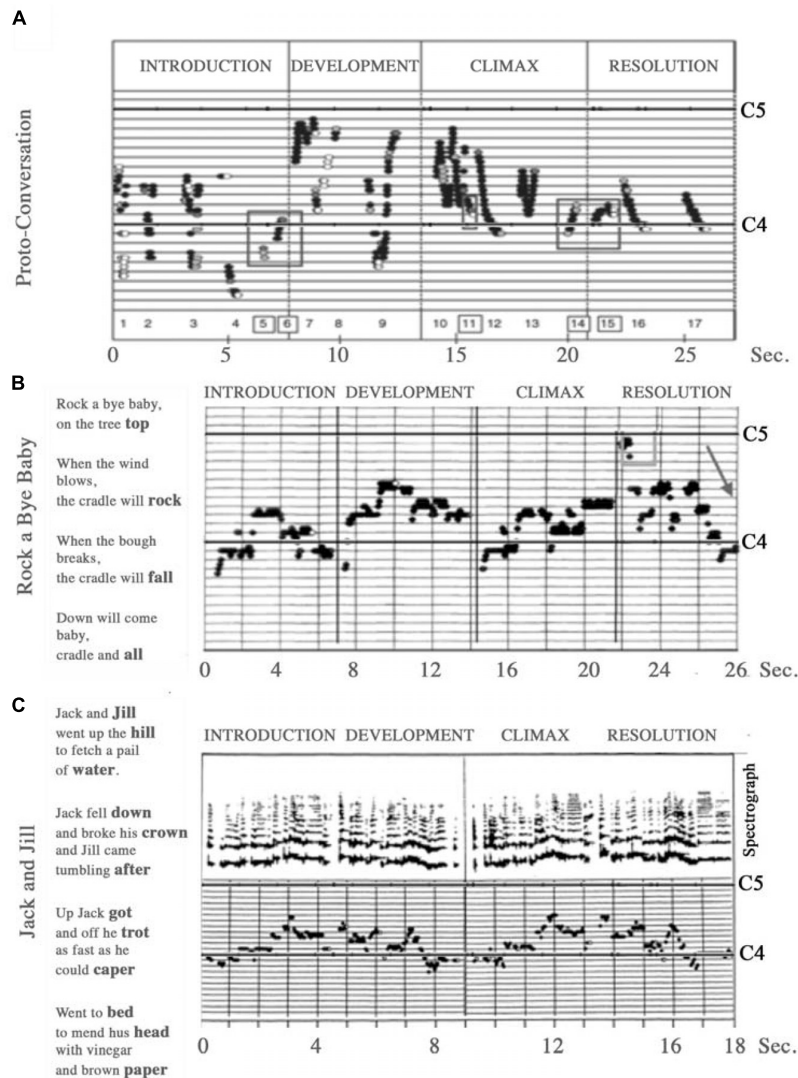 A
INTRODUCTION DEVELOPMENT CLIMAX RESOLUTION
Proto-Conversation
C5
C4
1 2 3 4 5 6 7 8 9 10 11 12 13 14 15 16 17
0 5 10 15 20 25 Sec.
B
INTRODUCTION DEVELOPMENT CLIMAX RESOLUTION
Rock a Bye Baby
Rock a bye baby,
on the tree top
When the wind
blows,
the cradle will rock
When the bough
breaks,
the cradle will fall
Down will come
baby,
cradle and all
C5
C4
0 4 8 12 16 20 24 26 Sec.
C
INTRODUCTION DEVELOPMENT CLIMAX RESOLUTION
Jack and Jill
Jack and Jill
went up the hill
to fetch a pail
of water.
Jack fell down
and broke his crown
and Jill came
tumbling after
Up Jack got
and off he trot
as fast as he
could caper
Went to bed
to mend hus head
with vinegar
and brown paper
Spectrograph
C5
C4
0 4 8 12 16 18 Sec.